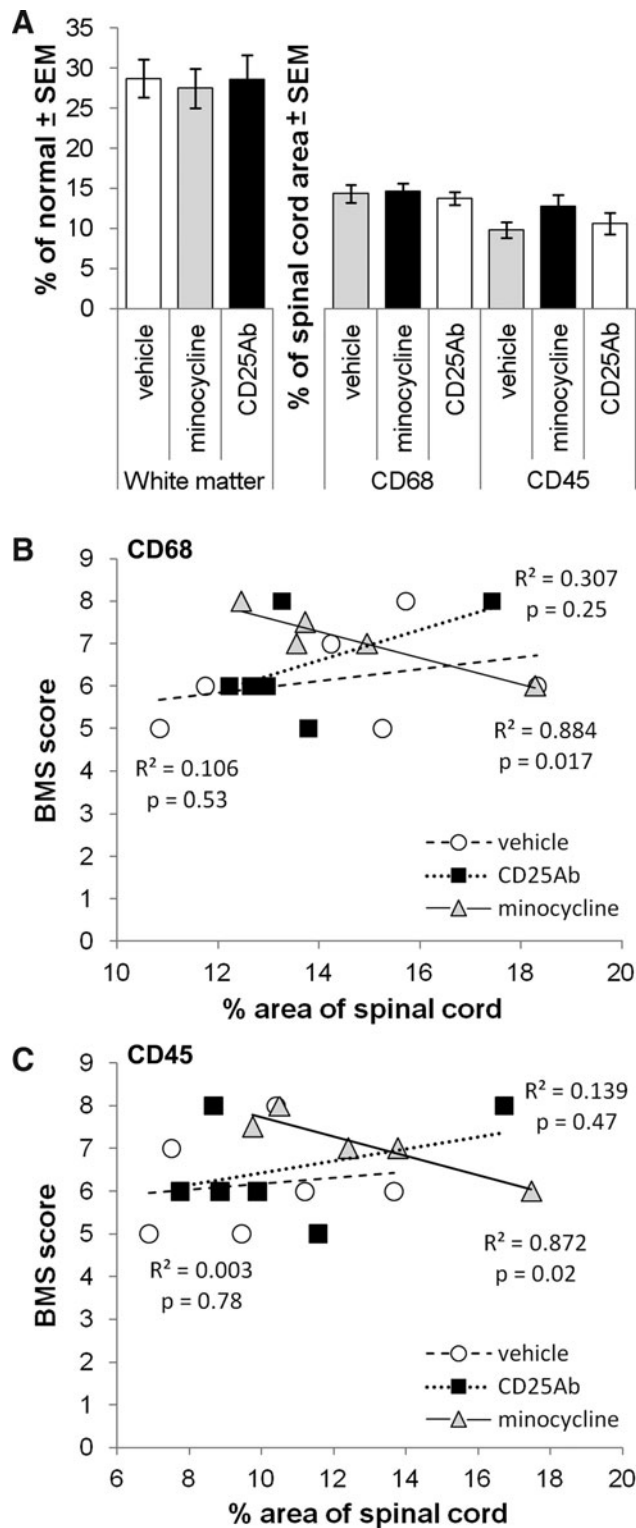 A
% of normal ± SEM
35
30
25
20
15
10
5
0
vehicle
minocycline
CD25Ab
White matter
% of spinal cord area ± SEM
vehicle
minocycline
CD25Ab
vehicle
minocycline
CD25Ab
CD68
CD45
B
CD68
BMS score
9
8
7
6
5
4
3
2
1
0
R² = 0.307
p = 0.25
R² = 0.884
p = 0.017
R² = 0.106
p = 0.53
vehicle
CD25Ab
minocycline
10 12 14 16 18 20
% area of spinal cord
C
CD45
BMS score
9
8
7
6
5
4
3
2
1
0
R² = 0.139
p = 0.47
R² = 0.872
p = 0.02
R² = 0.003
p = 0.78
vehicle
CD25Ab
minocycline
6 8 10 12 14 16 18 20
% area of spinal cord